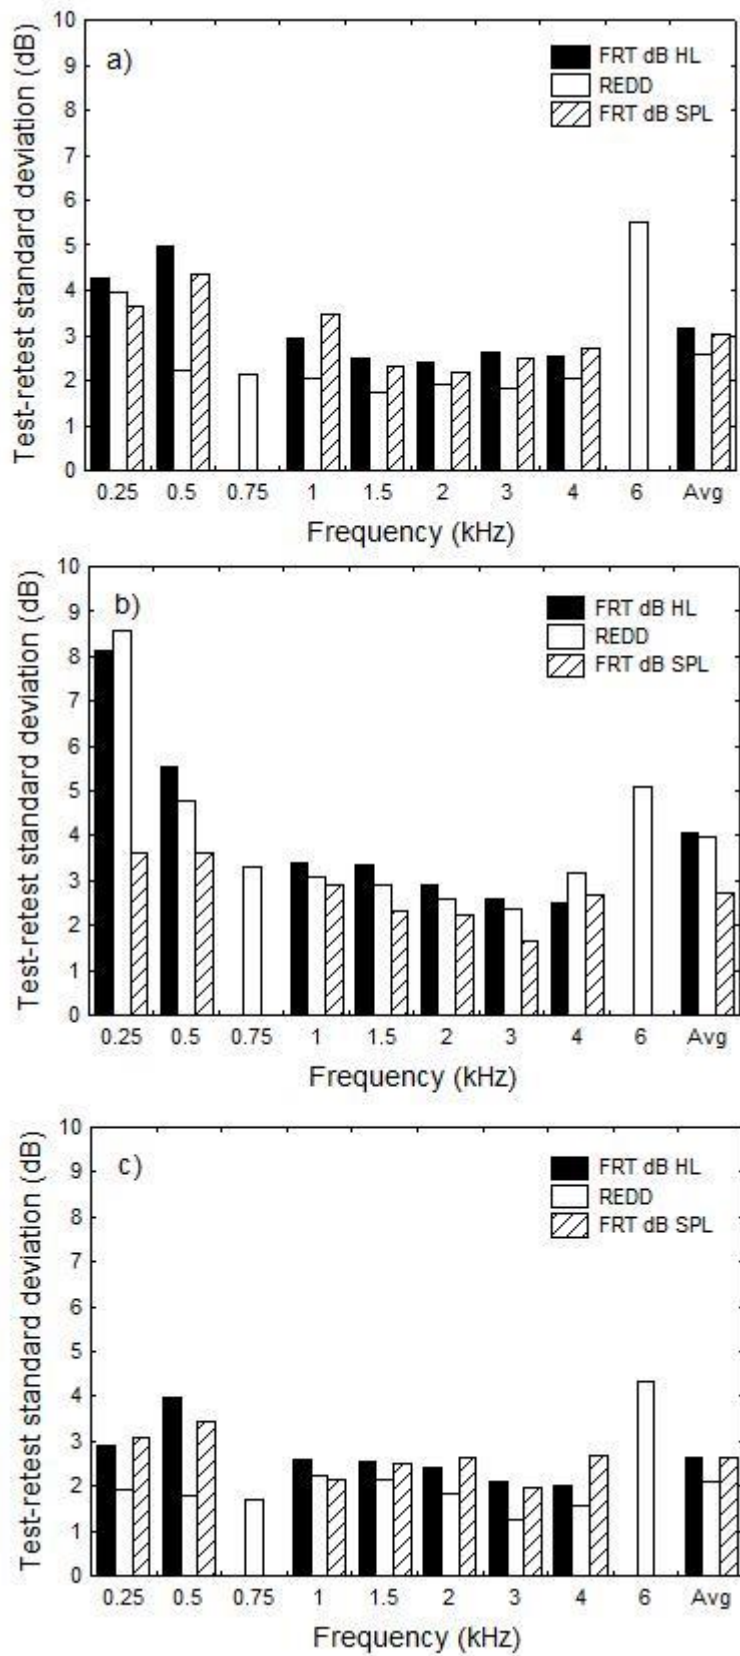 Test-retest standard deviation (dB)
10
9
8
7
6
5
4
3
2
1
0
a)
FRT dB HL
REDD
FRT dB SPL
0.25 0.5 0.75 1 1.5 2 3 4 6 Avg
Frequency (kHz)
Test-retest standard deviation (dB)
10
9
8
7
6
5
4
3
2
1
0
b)
FRT dB HL
REDD
FRT dB SPL
0.25 0.5 0.75 1 1.5 2 3 4 6 Avg
Frequency (kHz)
Test-retest standard deviation (dB)
10
9
8
7
6
5
4
3
2
1
0
c)
FRT dB HL
REDD
FRT dB SPL
0.25 0.5 0.75 1 1.5 2 3 4 6 Avg
Frequency (kHz)